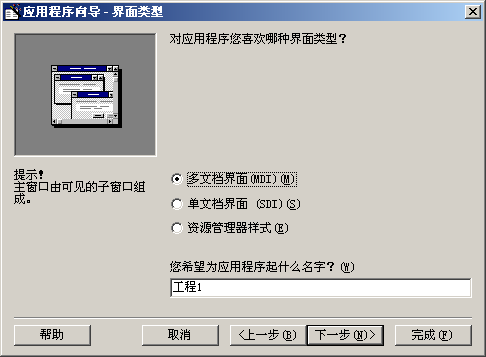 应用程序向导 - 界面类型
对应用程序您喜欢哪种界面类型?
提示!
主窗口由可见的子窗口组
成。
多文档界面(MDI)(M)
单文档界面 (SDI)(S)
资源管理器样式(E)
您希望为应用程序起什么名字? (W)
工程1
帮助
取消
<上一步(B)
下一步(N)>
完成(F)